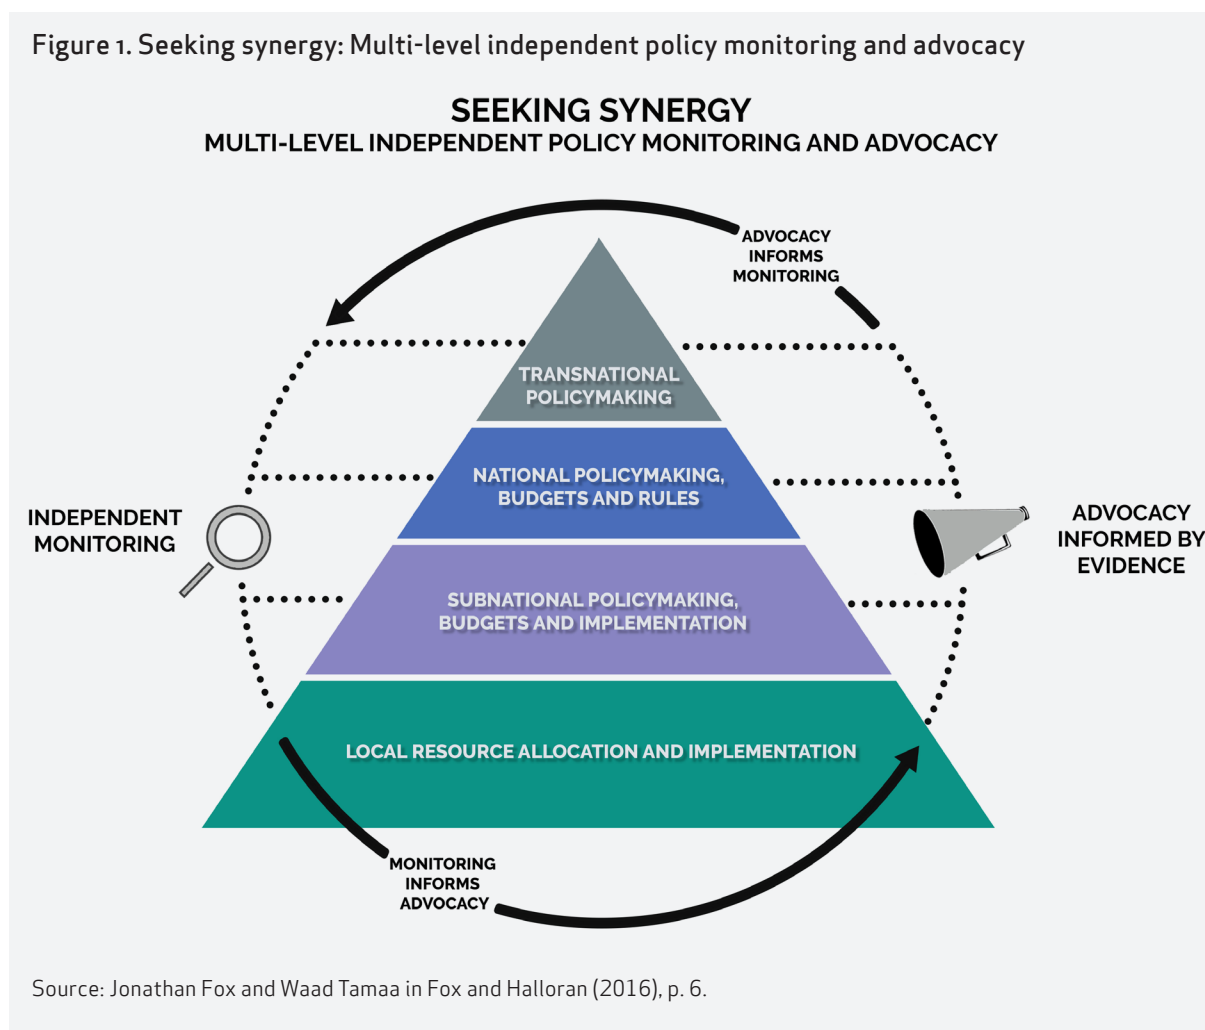 Figure 1. Seeking synergy: Multi-level independent policy monitoring and advocacy
SEEKING SYNERGY
MULTI-LEVEL INDEPENDENT POLICY MONITORING AND ADVOCACY
ADVOCACY
INFORMS
MONITORING
TRANSNATIONAL
POLICYMAKING
NATIONAL POLICYMAKING,
BUDGETS AND RULES
INDEPENDENT
MONITORING
ADVOCACY
INFORMED BY
EVIDENCE
SUBNATIONAL POLICYMAKING,
BUDGETS AND IMPLEMENTATION
LOCAL RESOURCE ALLOCATION AND IMPLEMENTATION
MONITORING
INFORMS
ADVOCACY
Source: Jonathan Fox and Waad Tamaa in Fox and Halloran (2016), p. 6.